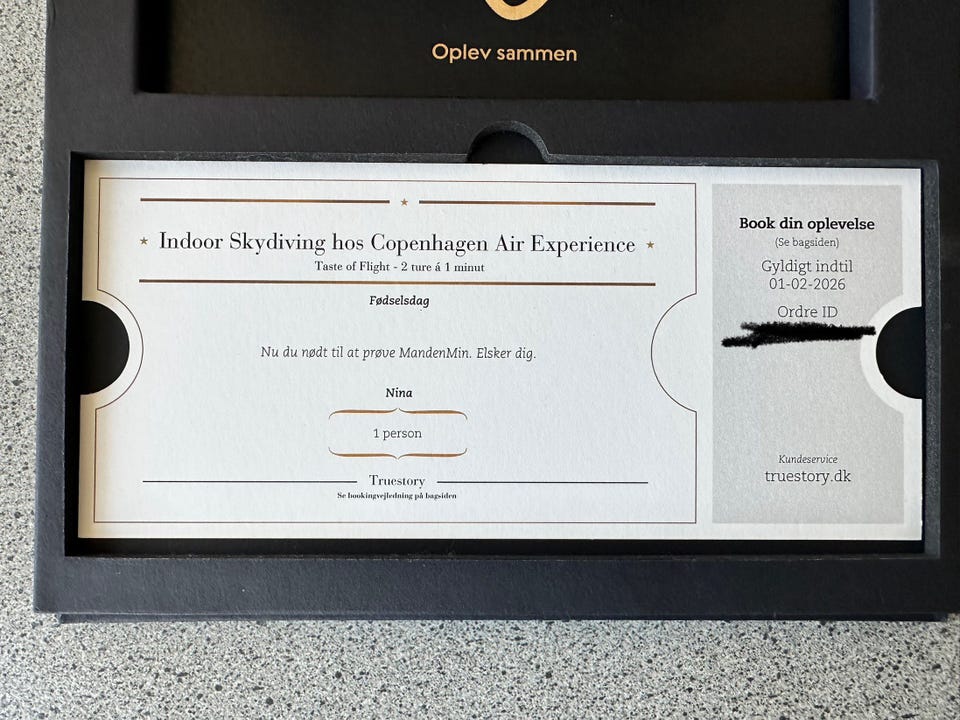 Oplev sammen
Indoor Skydiving hos Copenhagen Air Experience
Taste of Flight - 2 ture á 1 minut
Fødselsdag
Nu du nødt til at prøve MandenMin. Elsker dig.
Nina
1 person
Truestory
Se bookingvejledning på bagsiden
Book din oplevelse
(Se bagsiden)
Gyldigt indtil
01-02-2026
Ordre ID
Kundeservice
truestory.dk